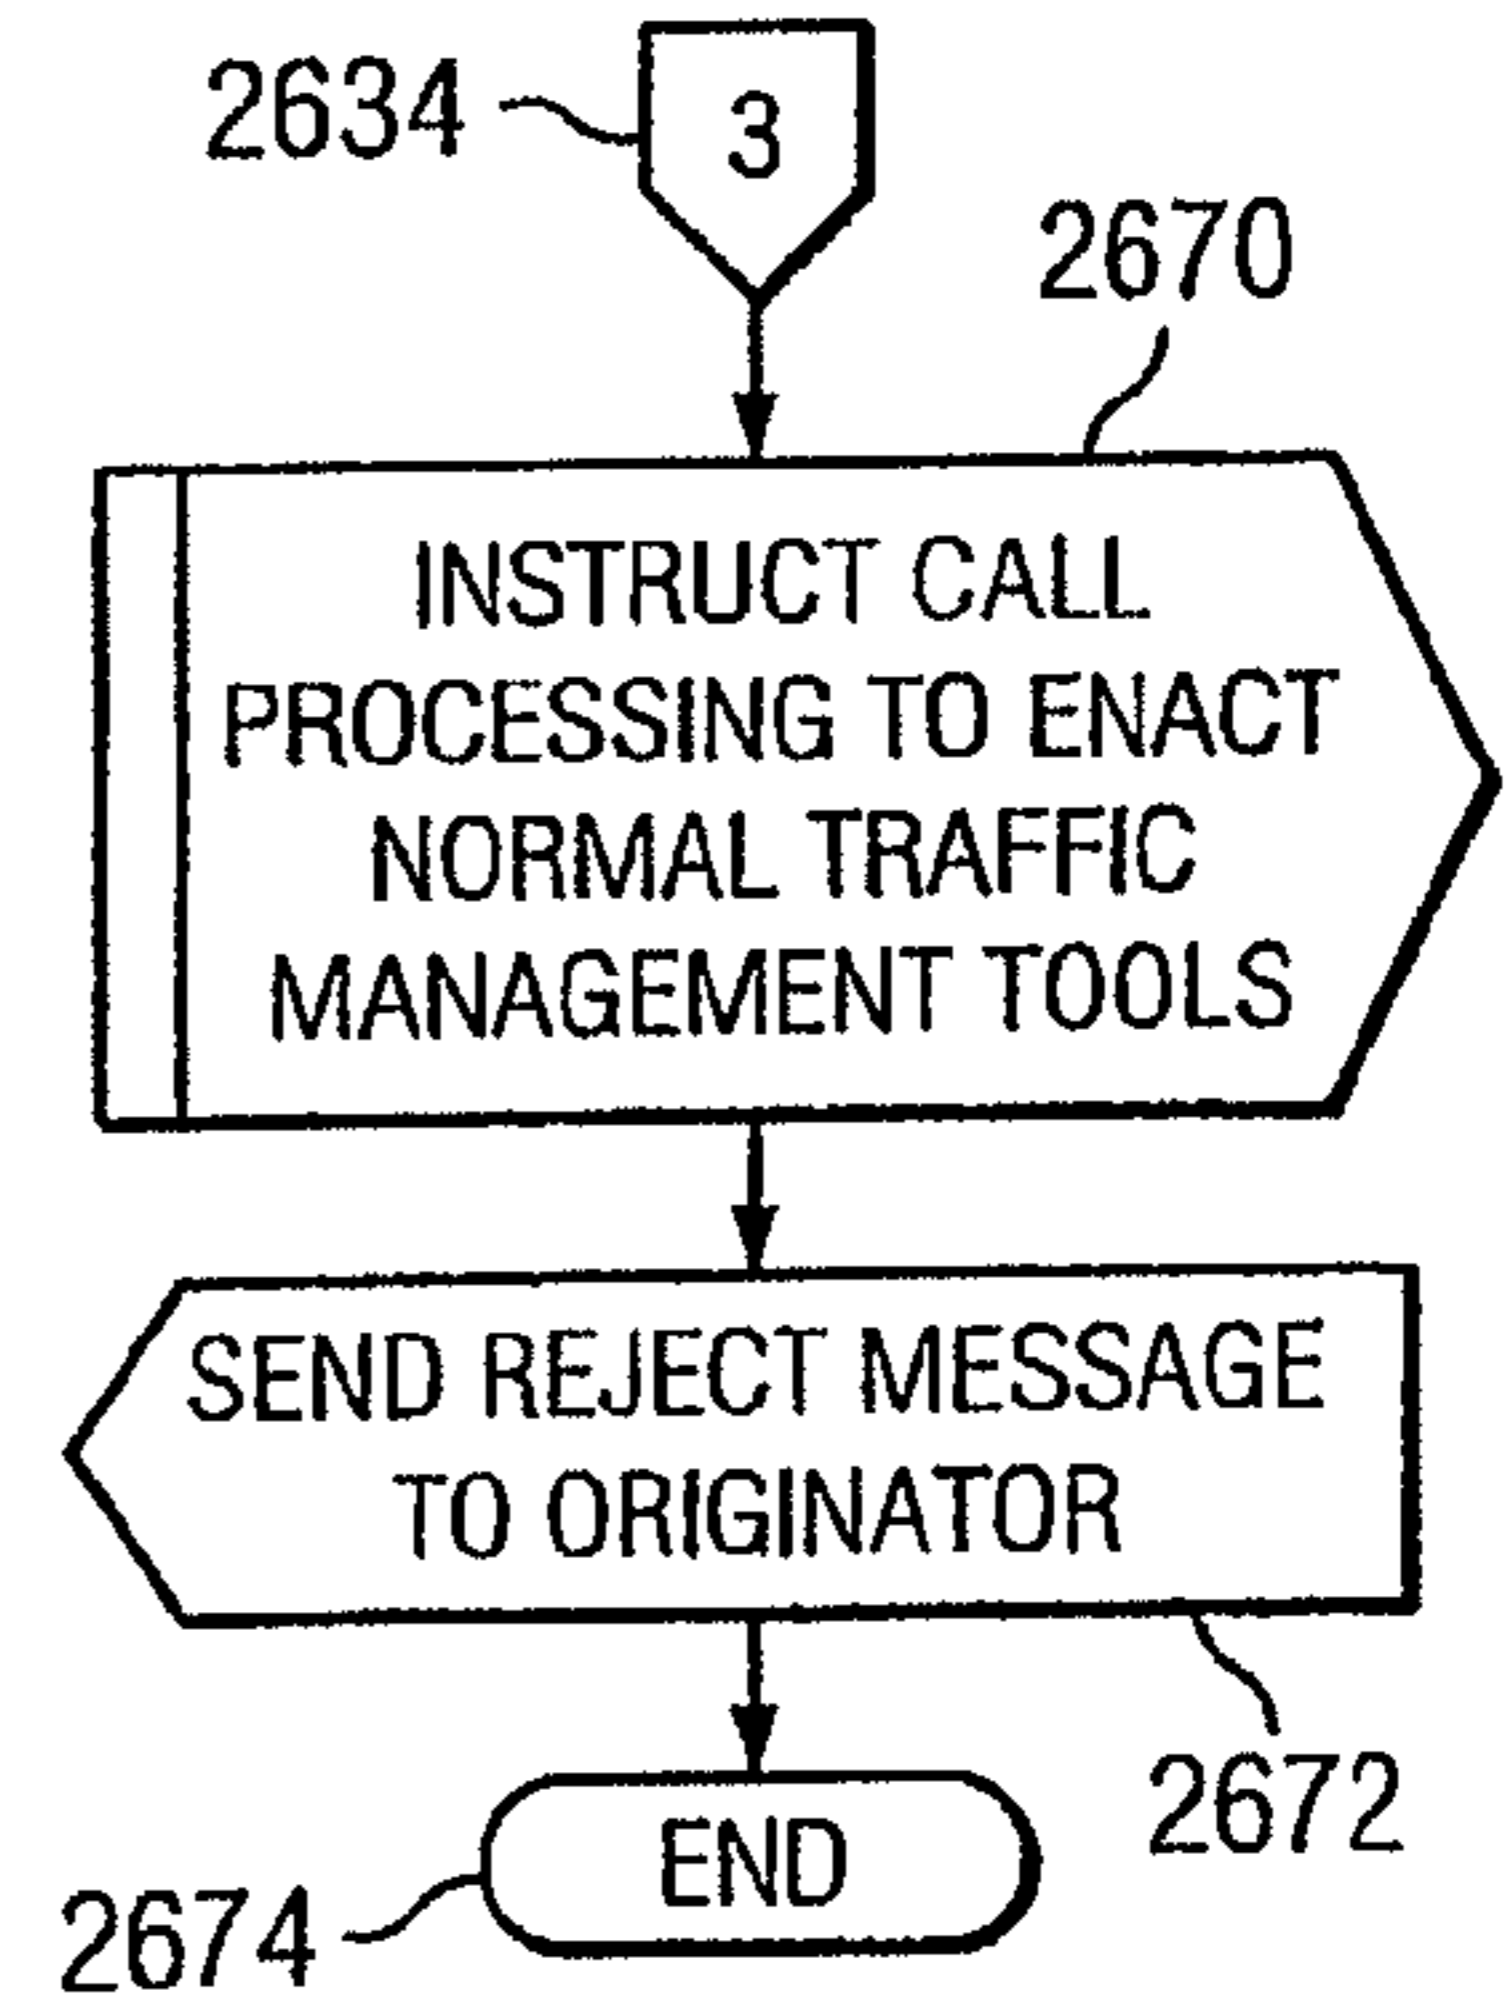 2634
3
2670
INSTRUCT CALL
PROCESSING TO ENACT
NORMAL TRAFFIC
MANAGEMENT TOOLS
SEND REJECT MESSAGE
TO ORIGINATOR
2672
END
2674